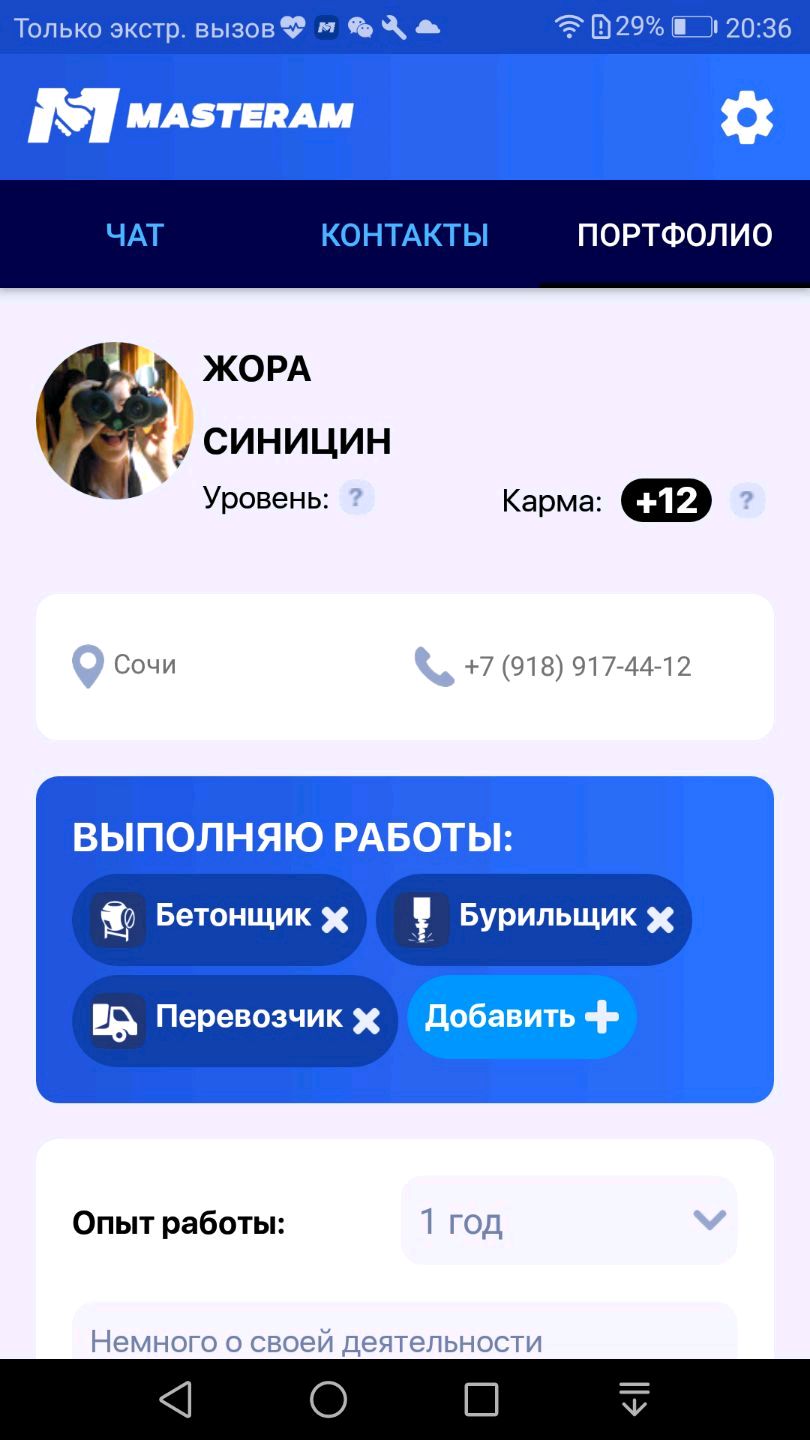 Только экстр. вызов 29% 20:36
MASTERAM
ЧАТ КОНТАКТЫ ПОРТФОЛИО
ЖОРА
СИНИЦИН
Уровень: ? Карма: +12 ?
Сочи +7 (918) 917-44-12
ВЫПОЛНЯЮ РАБОТЫ:
Бетонщик Бурильщик
Перевозчик Добавить
Опыт работы: 1 год
Немного о своей деятельности